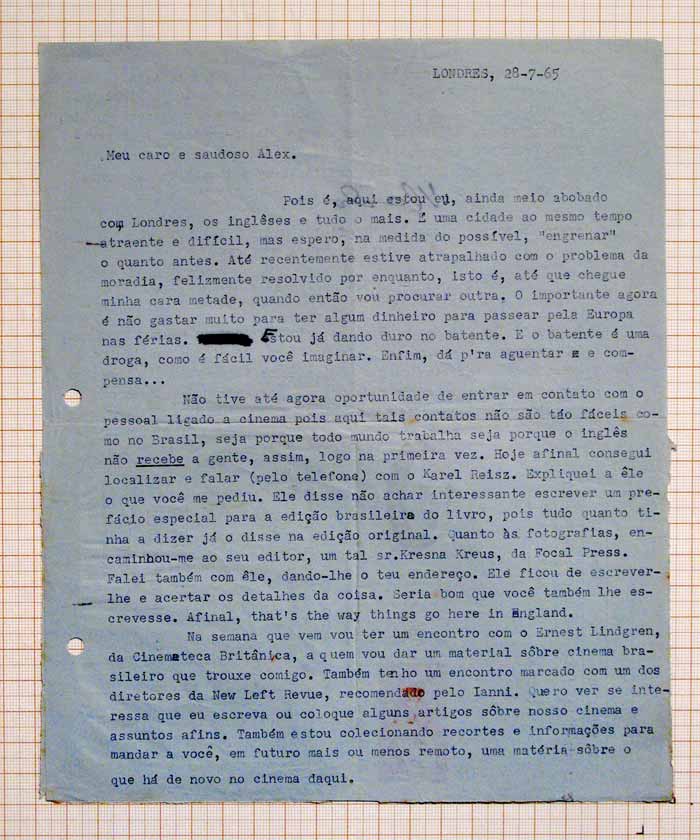 LONDRES, 28-7-65
Meu caro e saudoso Alex.
Pois é, aqui estou eu, ainda meio abobado
com Londres, os inglêses e tudo o mais. É uma cidade ao mesmo tempo
atraente e difícil, mas espero, na medida do possível, "engrenar"
o quanto antes. Até recentemente estive atrapalhado com o problema da
moradia, felizmente resolvido por enquanto, isto é, até que chegue
minha cara metade, quando então vou procurar outra. O importante agora
é não gastar muito para ter algum dinheiro para passear pela Europa
nas férias. Estou já dando duro no batente. E o batente é uma
droga, como é fácil você imaginar. Enfim, dá p'ra aguentar e e com-
pensa...
Não tive até agora oportunidade de entrar em contato com o
pessoal ligado a cinema pois aqui tais contatos não são tão fáceis co-
mo no Brasil, seja porque todo mundo trabalha seja porque o inglês
não recebe a gente, assim, logo na primeira vez. Hoje afinal consegui
localizar e falar (pelo telefone) com o Karel Reisz. Expliquei a êle
o que você me pediu. Ele disse não achar interessante escrever um pre-
fácio especial para a edição brasileira do livro, pois tudo quanto ti-
nha a dizer já o disse na edição original. Quanto às fotografias, en-
caminhou-me ao seu editor, um tal sr.Kresna Kreus, da Focal Press.
Falei também com êle, dando-lhe o teu endereço. Ele ficou de escrever-
lhe e acertar os detalhes da coisa. Seria bom que você também lhe es-
crevesse. Afinal, that's the way things go here in England.
Na semana que vem vou ter um encontro com o Ernest Lindgren,
da Cinemateca Britânica, a quem vou dar um material sôbre cinema bra-
sileiro que trouxe comigo. Também tenho um encontro marcado com um dos
diretores da New Left Revue, recomendado pelo Ianni. Quero ver se inte-
ressa que eu escreva ou coloque alguns artigos sôbre nosso cinema e
assuntos afins. Também estou colecionando recortes e informações para
mandar a você, em futuro mais ou menos remoto, uma matéria sôbre o
que há de novo no cinema daqui.